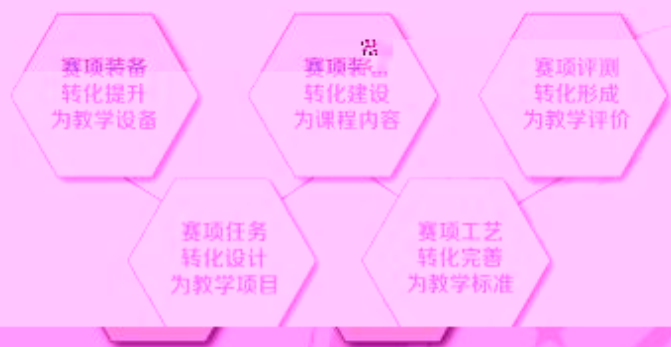 赛项装备
转化提升
为教学设备
赛项装
转化建设
为课程内容
赛项评测
转化形成
为教学评价
赛项任务
转化设计
为教学项目
赛项工艺
转化完善
为教学标准